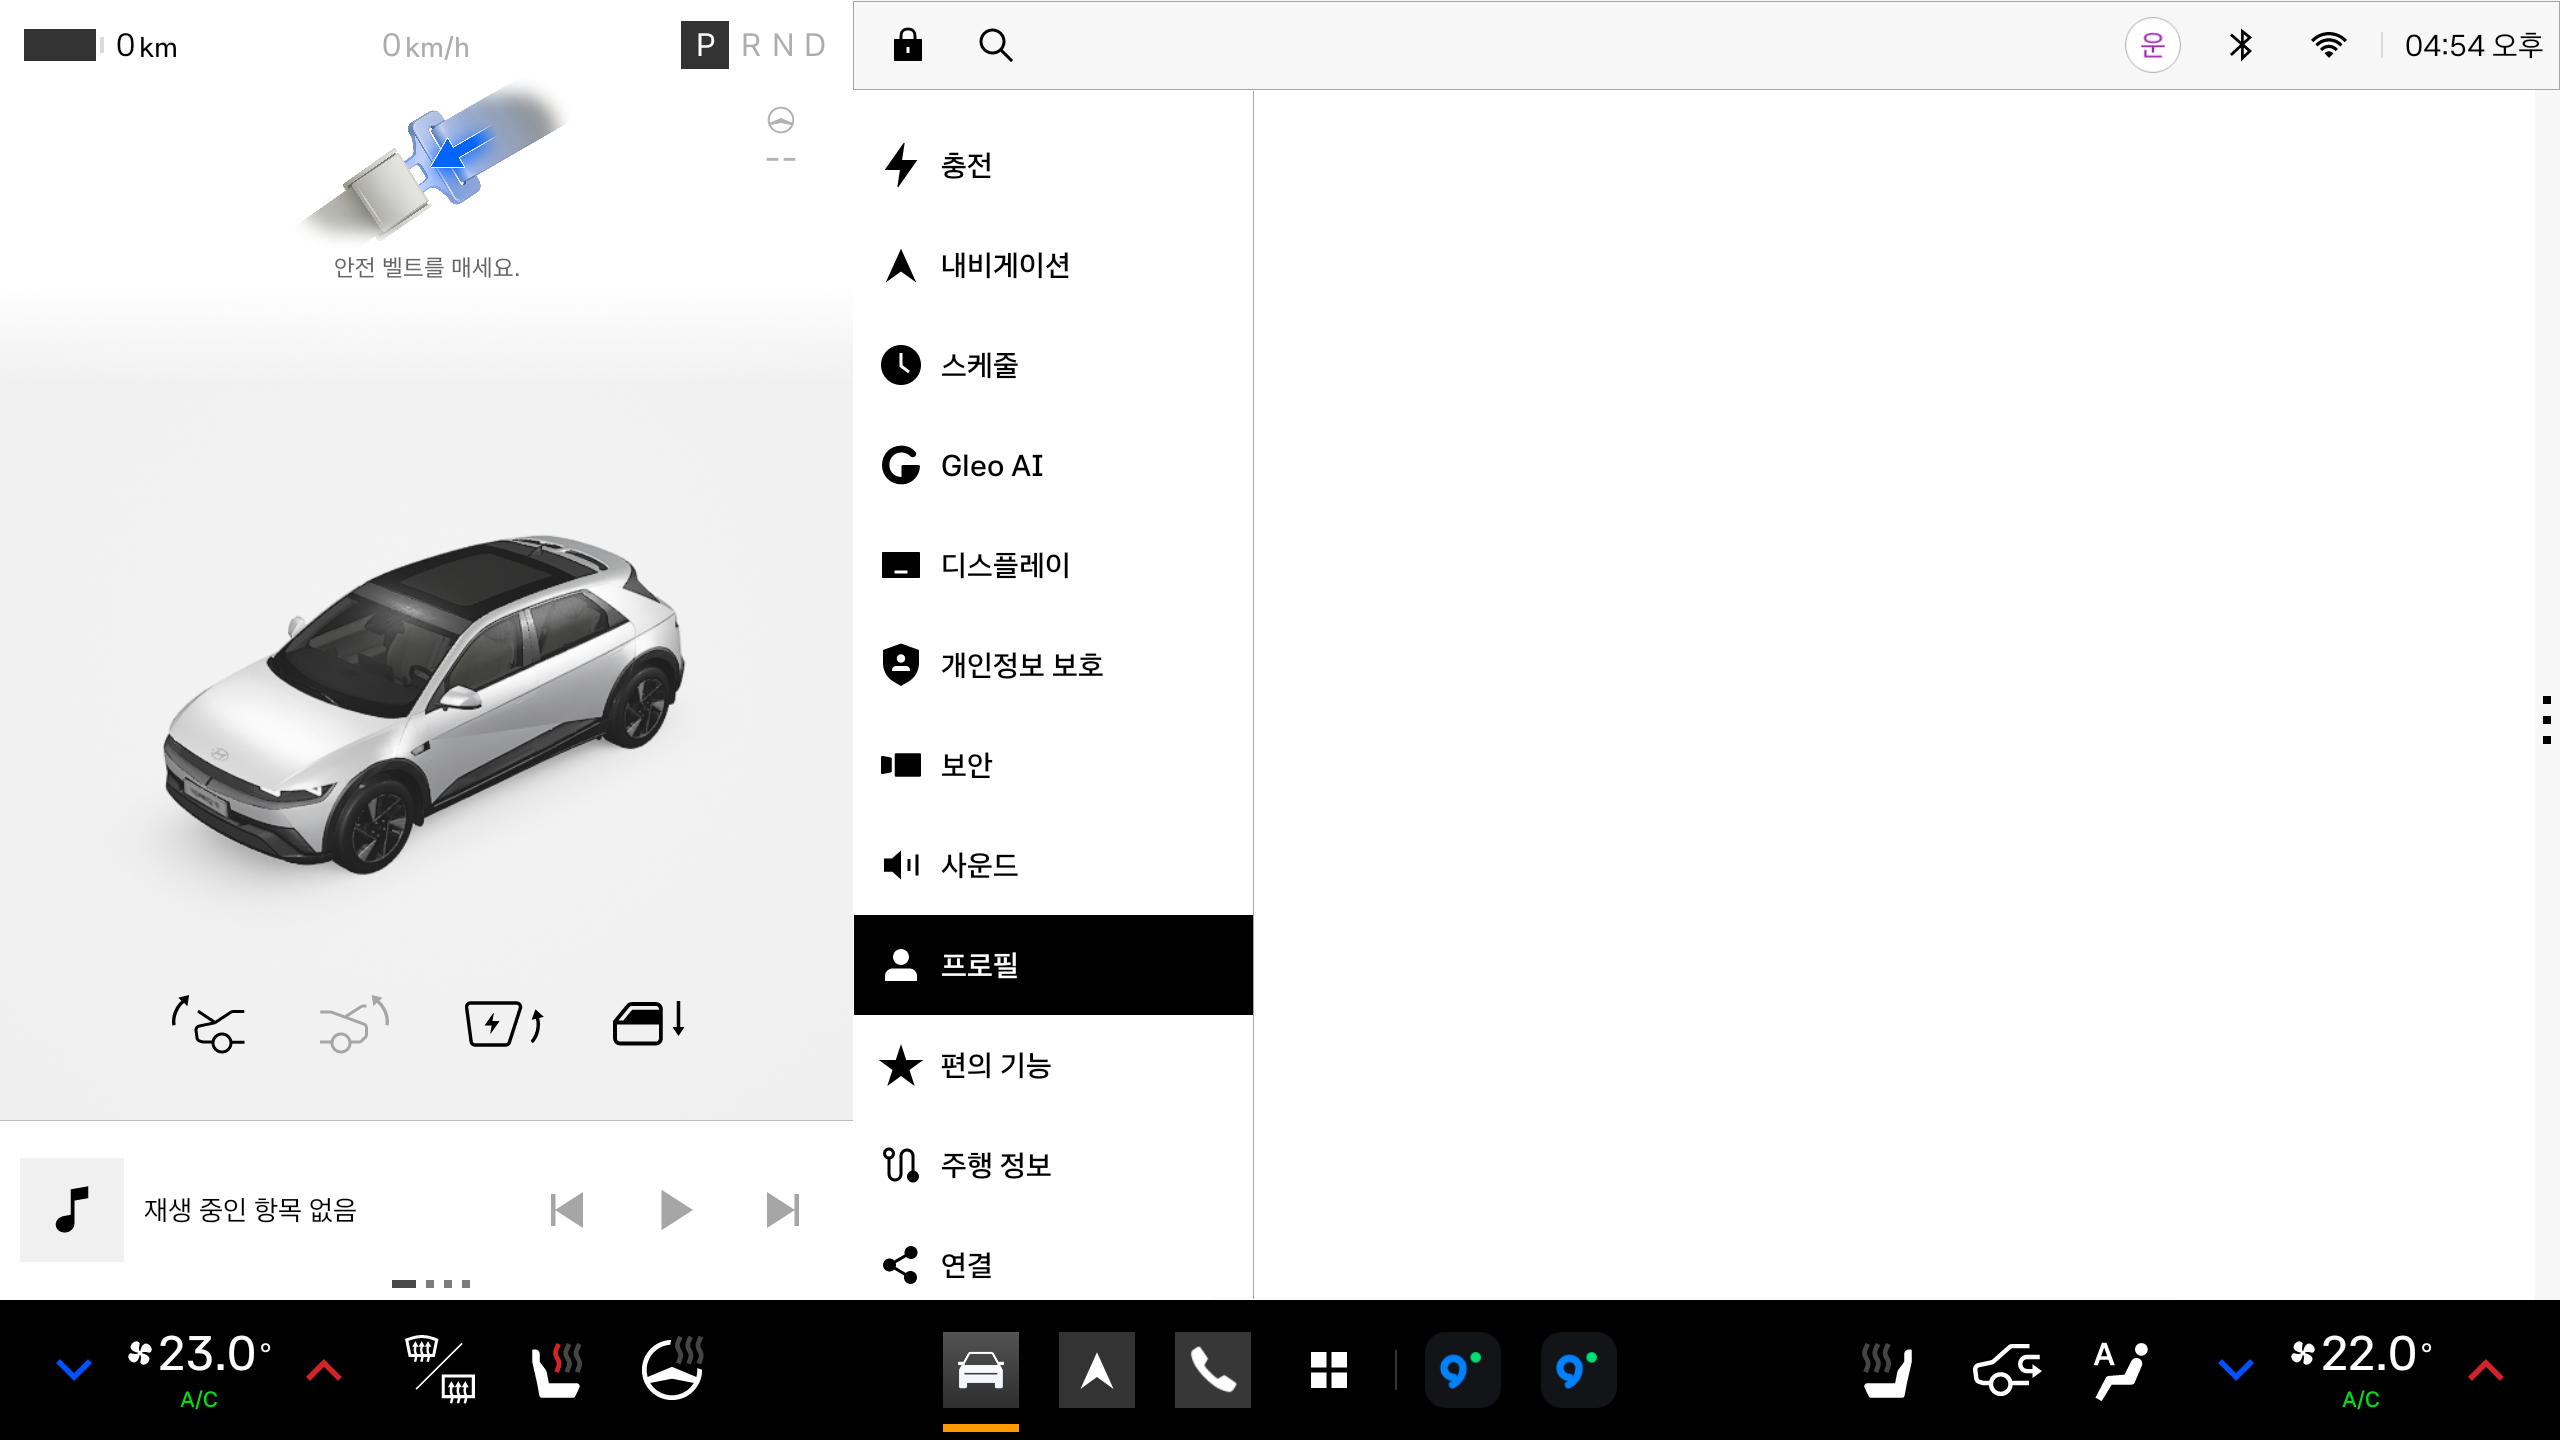 0 km
0 km/h
P R N D
운
04:54 오후
안전 벨트를 매세요.
--
충전
내비게이션
스케줄
Gleo AI
디스플레이
개인정보 보호
보안
사운드
프로필
편의 기능
주행 정보
연결
재생 중인 항목 없음
23.0°
A/C
A
22.0°
A/C